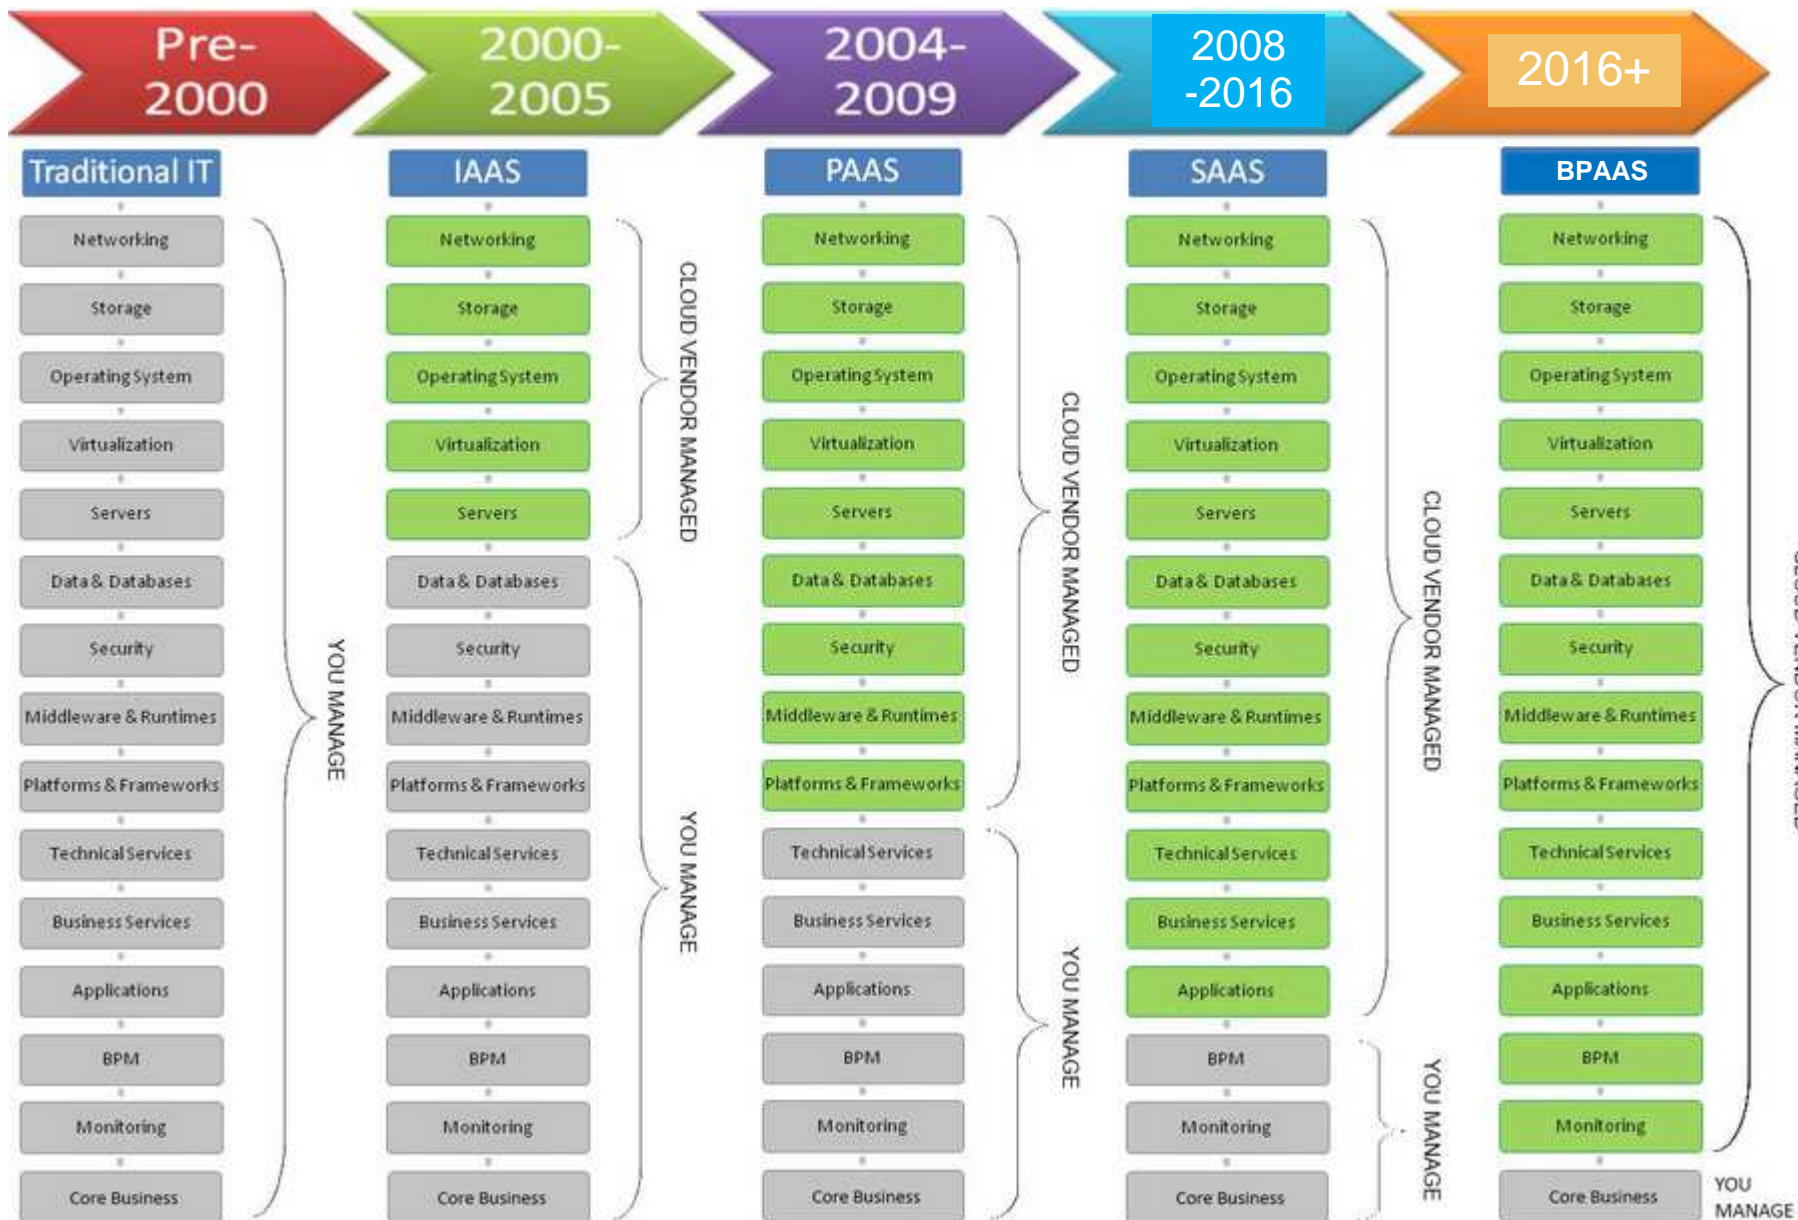 Pre-
2000
2000-
2005
2004-
2009
2008
-2016
2016+
Traditional IT
Networking
Storage
Operating System
Virtualization
Servers
Data & Databases
Security
Middleware & Runtimes
Platforms & Frameworks
Technical Services
Business Services
Applications
BPM
Monitoring
Core Business
YOU MANAGE
IAAS
Networking
Storage
Operating System
Virtualization
Servers
Data & Databases
Security
Middleware & Runtimes
Platforms & Frameworks
Technical Services
Business Services
Applications
BPM
Monitoring
Core Business
CLOUD VENDOR MANAGED
YOU MANAGE
PAAS
Networking
Storage
Operating System
Virtualization
Servers
Data & Databases
Security
Middleware & Runtimes
Platforms & Frameworks
Technical Services
Business Services
Applications
BPM
Monitoring
Core Business
CLOUD VENDOR MANAGED
YOU MANAGE
SAAS
Networking
Storage
Operating System
Virtualization
Servers
Data & Databases
Security
Middleware & Runtimes
Platforms & Frameworks
Technical Services
Business Services
Applications
BPM
Monitoring
Core Business
CLOUD VENDOR MANAGED
YOU MANAGE
BPAAS
Networking
Storage
Operating System
Virtualization
Servers
Data & Databases
Security
Middleware & Runtimes
Platforms & Frameworks
Technical Services
Business Services
Applications
BPM
Monitoring
Core Business
YOU
MANAGE